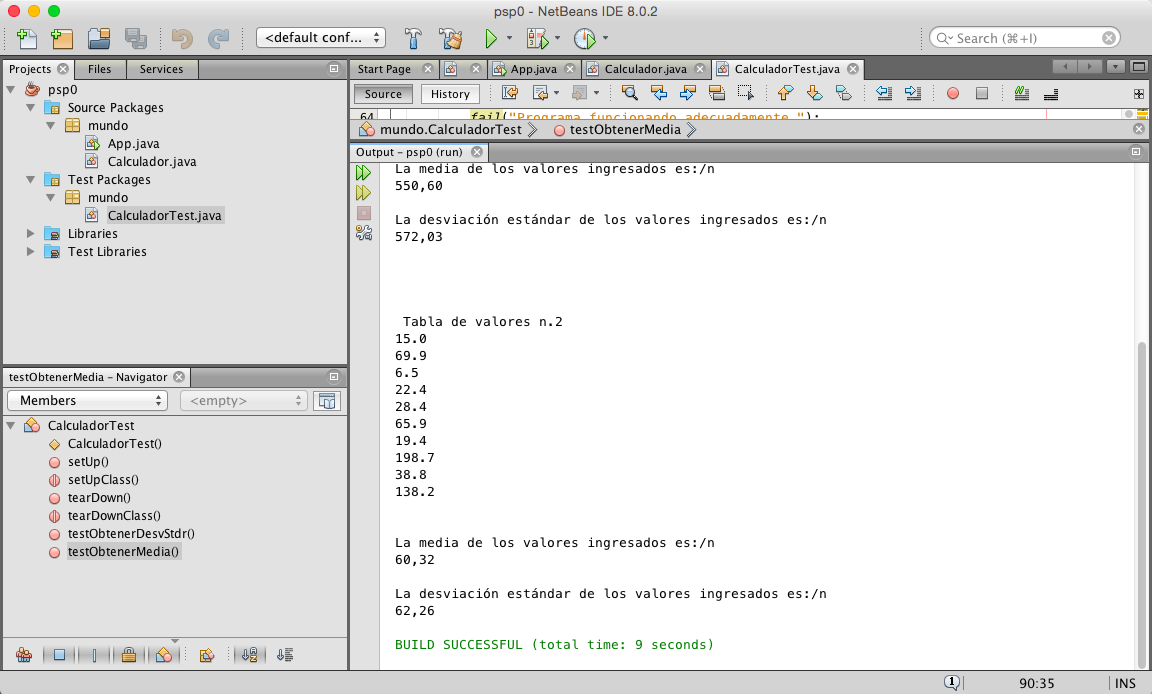 psp0 - NetBeans IDE 8.0.2
<default conf...
Search (⌘+I)
Projects
Files
Services
psp0
Source Packages
mundo
App.java
Calculador.java
Test Packages
mundo
CalculadorTest.java
Libraries
Test Libraries
testObtenerMedia - Navigator
Members
<empty>
CalculadorTest
CalculadorTest()
setUp()
setUpClass()
tearDown()
tearDownClass()
testObtenerDesvStdr()
testObtenerMedia()
Start Page
App.java
Calculador.java
CalculadorTest.java
Source
History
64 fail("Programa funcionando adecuadamente.");
mundo.CalculadorTest
testObtenerMedia
Output - psp0 (run)
La media de los valores ingresados es:/n
550,60
La desviación estándar de los valores ingresados es:/n
572,03
Tabla de valores n.2
15.0
69.9
6.5
22.4
28.4
65.9
19.4
198.7
38.8
138.2
La media de los valores ingresados es:/n
60,32
La desviación estándar de los valores ingresados es:/n
62,26
BUILD SUCCESSFUL (total time: 9 seconds)
1
90:35
INS